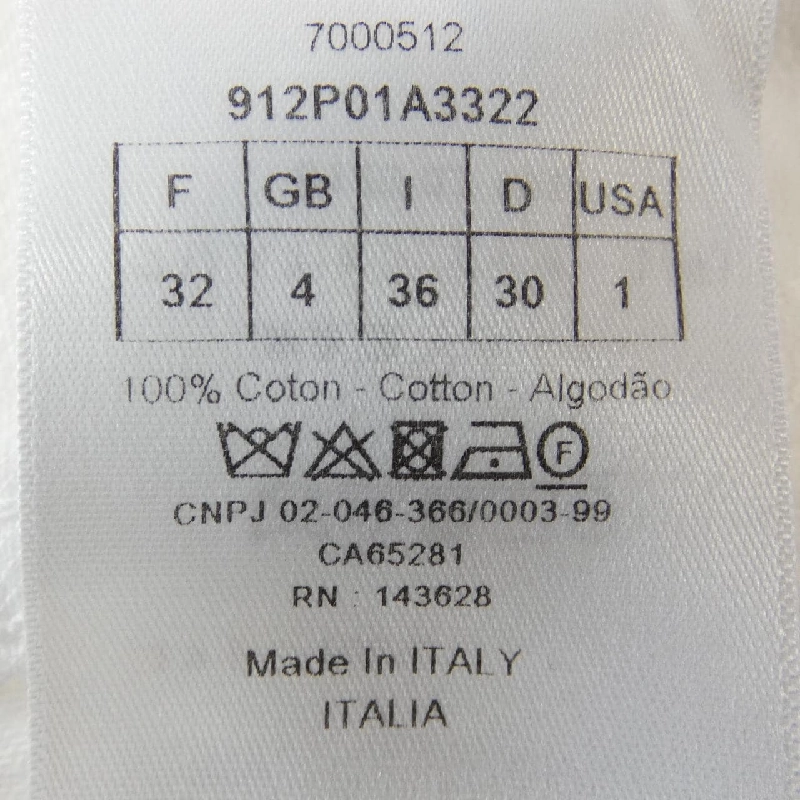 7000512
912P01A3322
F GB I D USA
32 4 36 30 1
100% Coton - Cotton - Algodão
F
CNPJ 02-046-366/0003-99
CA65281
RN : 143628
Made In ITALY
ITALIA